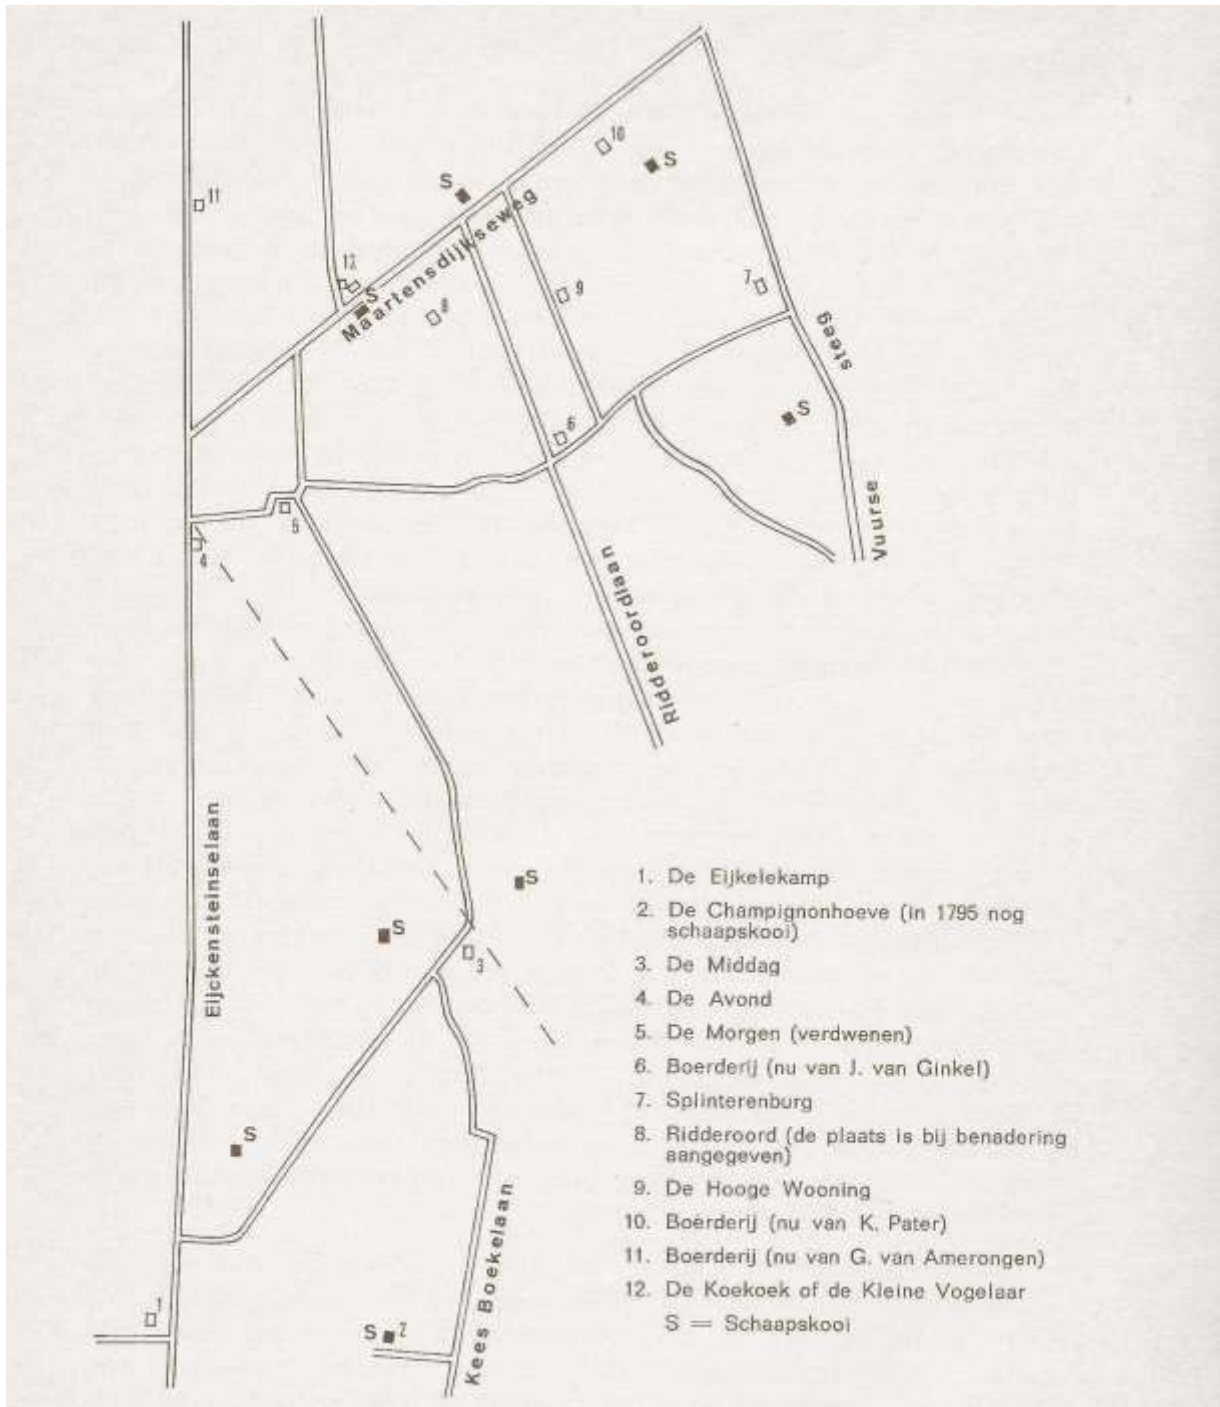 10
S
S
11
Maartensdijkseweg
12
S
7
9
8
steeg
S
6
5
Vuurse
4
Ridderoordlaan
Eijckensteinselaan
S
S
3
S
Kees Boekelaan
1
S 2
1. De Eijkelekamp
2. De Champignonhoeve (in 1795 nog
schaapskooi)
3. De Middag
4. De Avond
5. De Morgen (verdwenen)
6. Boerderij (nu van J. van Ginkel)
7. Splinterenburg
8. Ridderoord (de plaats is bij benadering
aangegeven)
9. De Hooge Wooning
10. Boerderij (nu van K. Pater)
11. Boerderij (nu van G. van Amerongen)
12. De Koekoek of de Kleine Vogelaar
S = Schaapskooi